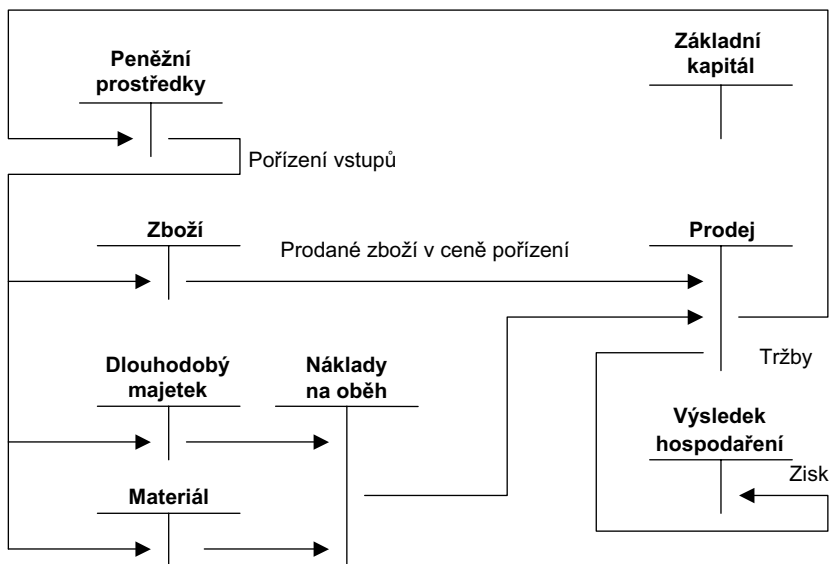 Peněžní
prostředky
Základní
kapitál
Pořízení vstupů
Zboží
Prodané zboží v ceně pořízení
Prodej
Dlouhodobý
majetek
Náklady
na oběh
Tržby
Výsledek
hospodaření
Zisk
Materiál